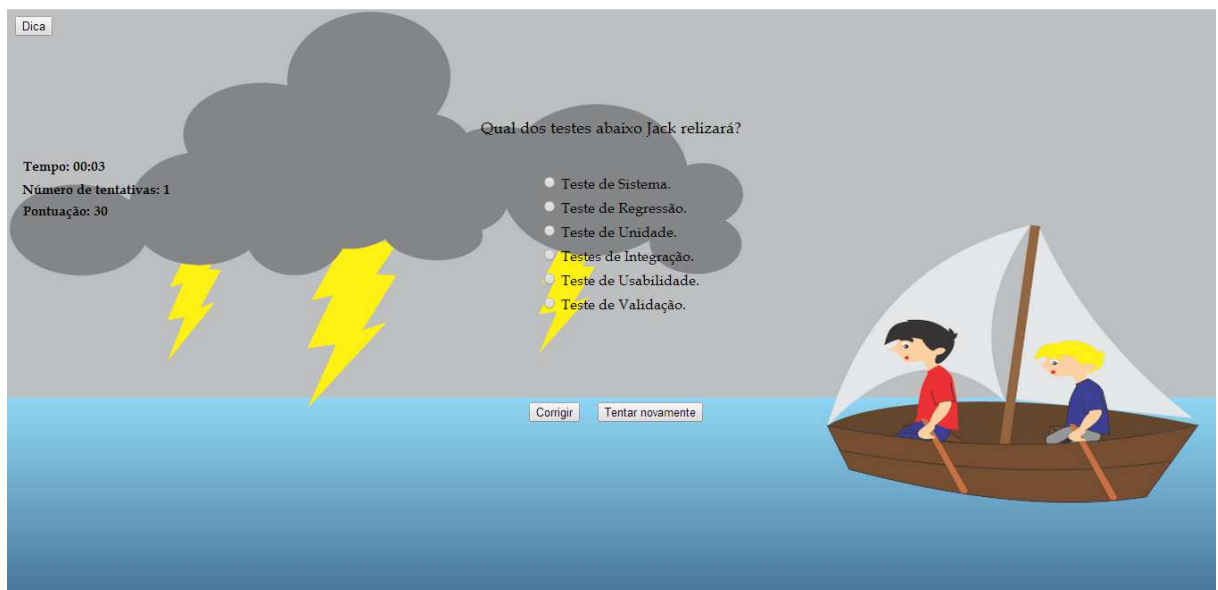 Dica
Qual dos testes abaixo Jack relizará?
Tempo: 00:03
Número de tentativas: 1
Pontuação: 30
Teste de Sistema.
Teste de Regressão.
Teste de Unidade.
Testes de Integração.
Teste de Usabilidade.
Teste de Validação.
Corrigir
Tentar novamente